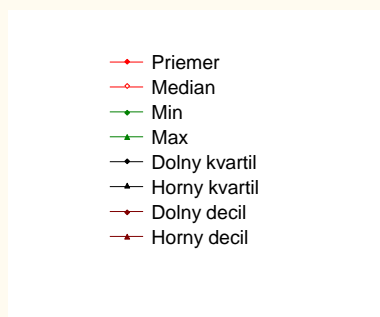 Priemer
Median
Min
Max
Dolny kvartil
Horny kvartil
Dolny decil
Horny decil